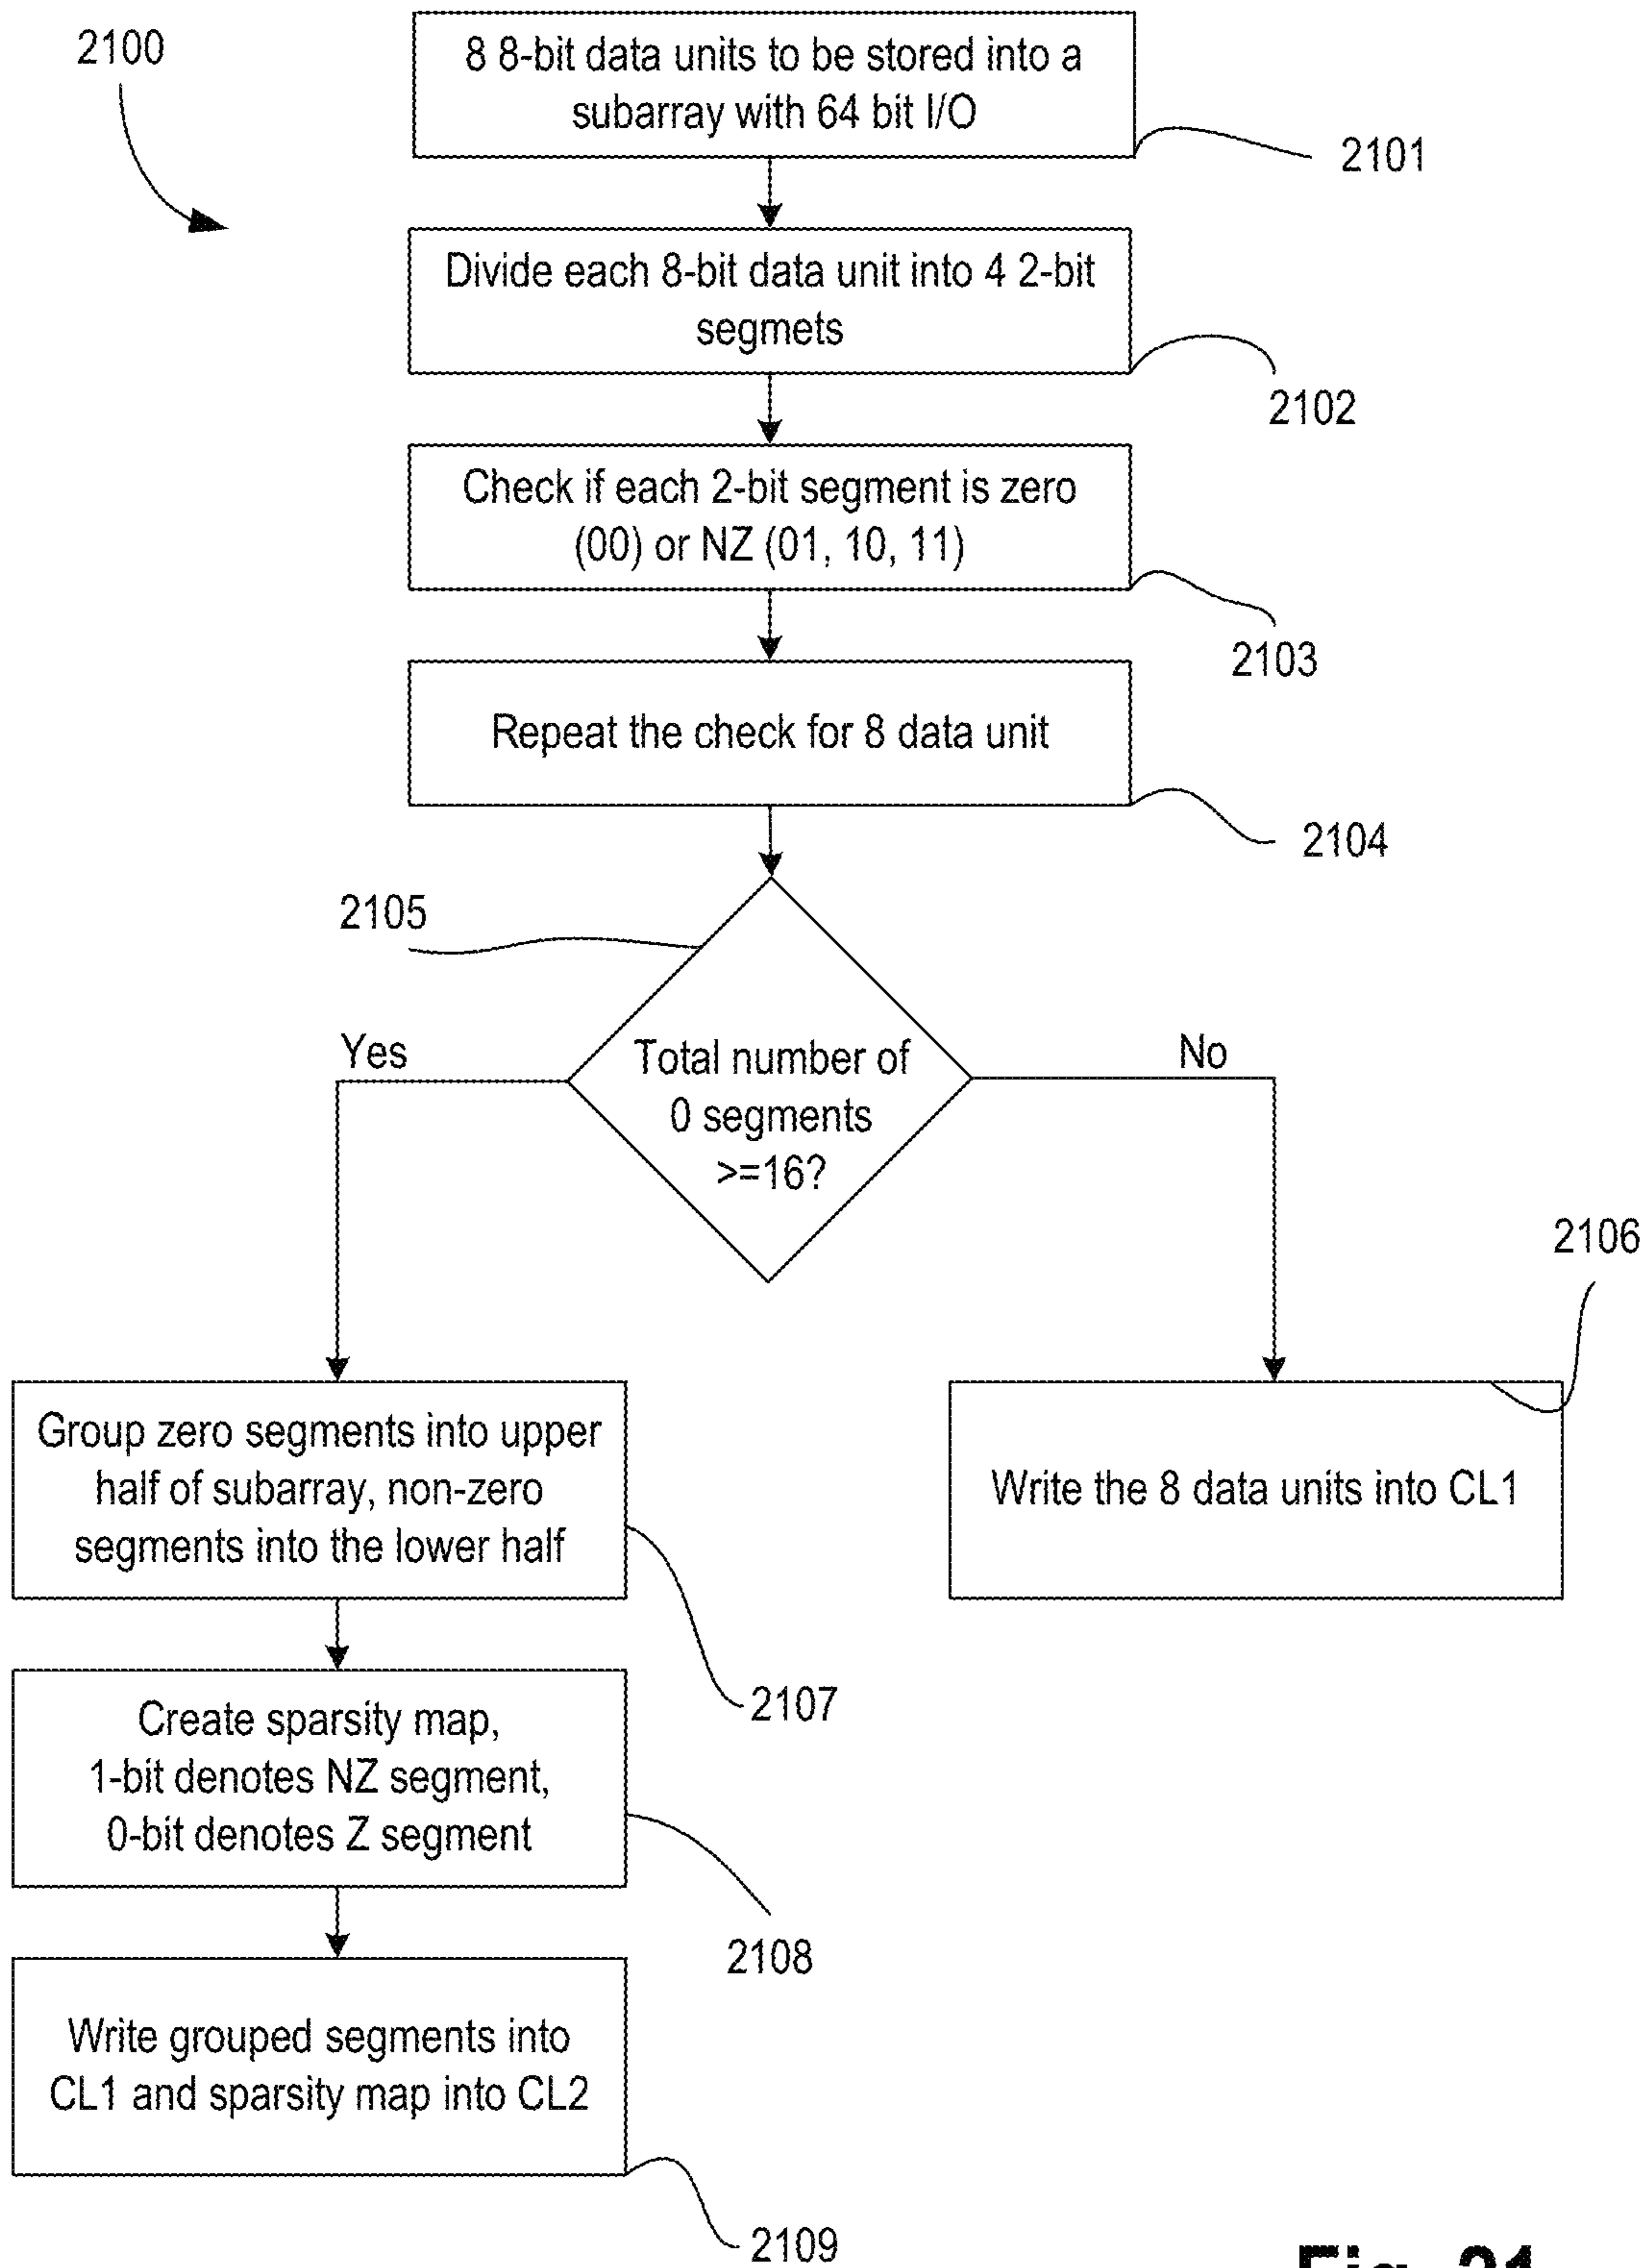 2100
8 8-bit data units to be stored into a
subarray with 64 bit I/O
2101
Divide each 8-bit data unit into 4 2-bit
segmets
2102
Check if each 2-bit segment is zero
(00) or NZ (01, 10, 11)
2103
Repeat the check for 8 data unit
2104
2105
Yes
Total number of
0 segments
>=16?
No
2106
Group zero segments into upper
half of subarray, non-zero
segments into the lower half
2107
Write the 8 data units into CL1
Create sparsity map,
1-bit denotes NZ segment,
0-bit denotes Z segment
2108
Write grouped segments into
CL1 and sparsity map into CL2
2109
Fig. 21